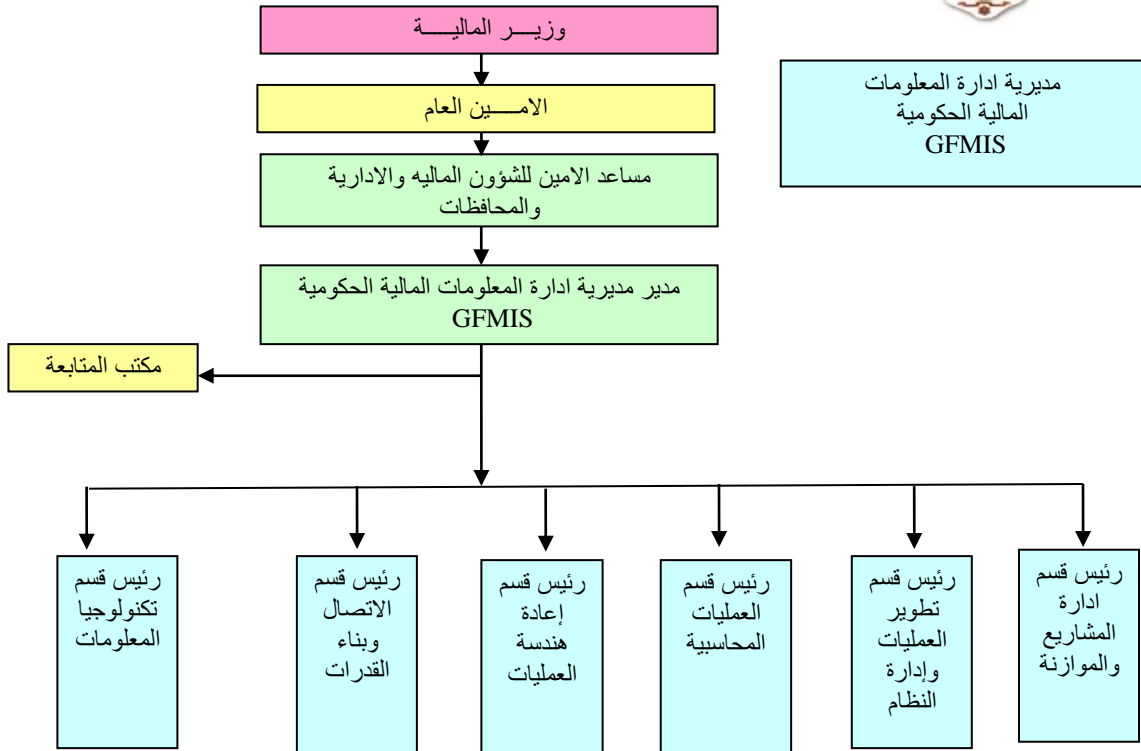 وزيـــر الماليـــــة
مديرية ادارة المعلومات
المالية الحكومية
GFMIS
الامـــــين العام
مساعد الامين للشؤون الماليه والادارية
والمحافظات
مدير مديرية ادارة المعلومات المالية الحكومية
GFMIS
مكتب المتابعة
رئيس قسم
ادارة
المشاريع
والموازنة
رئيس قسم
تطوير
العمليات
وإدارة
النظام
رئيس قسم
العمليات
المحاسبية
رئيس قسم
إعادة
هندسة
العمليات
رئيس قسم
الاتصال
وبناء
القدرات
رئيس قسم
تكنولوجيا
المعلومات